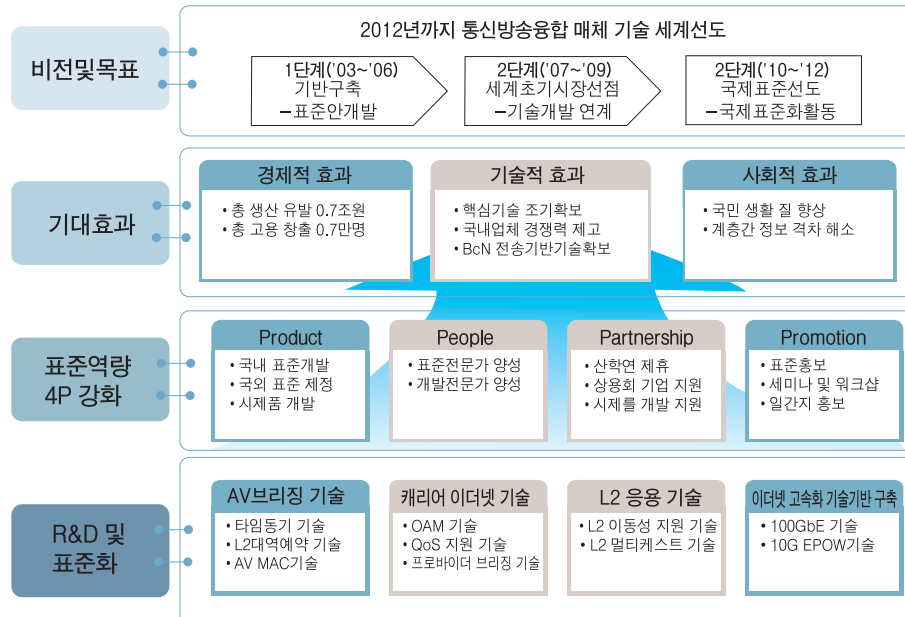 비전및목표
2012년까지 통신방송융합 매체 기술 세계선도
1단계('03~'06)
기반구축
–표준안개발
2단계('07~'09)
세계초기시장선점
–기술개발 연계
2단계('10~'12)
국제표준선도
–국제표준화활동
기대효과
경제적 효과
• 총 생산 유발 0.7조원
• 총 고용 창출 0.7만명
기술적 효과
• 핵심기술 조기확보
• 국내업체 경쟁력 제고
• BcN 전송기반기술확보
사회적 효과
• 국민 생활 질 향상
• 계층간 정보 격차 해소
표준역량
4P 강화
Product
• 국내 표준개발
• 국외 표준 제정
• 시제품 개발
People
• 표준전문가 양성
• 개발전문가 양성
Partnership
• 산학연 제휴
• 상용회 기업 지원
• 시제를 개발 지원
Promotion
• 표준홍보
• 세미나 및 워크샵
• 일간지 홍보
R&D 및
표준화
AV브리징 기술
• 타임동기 기술
• L2대역예약 기술
• AV MAC기술
캐리어 이더넷 기술
• OAM 기술
• QoS 지원 기술
• 프로바이더 브리징 기술
L2 응용 기술
• L2 이동성 지원 기술
• L2 멀티케스트 기술
이더넷 고속화 기술기반 구축
• 100GbE 기술
• 10G EPOW기술